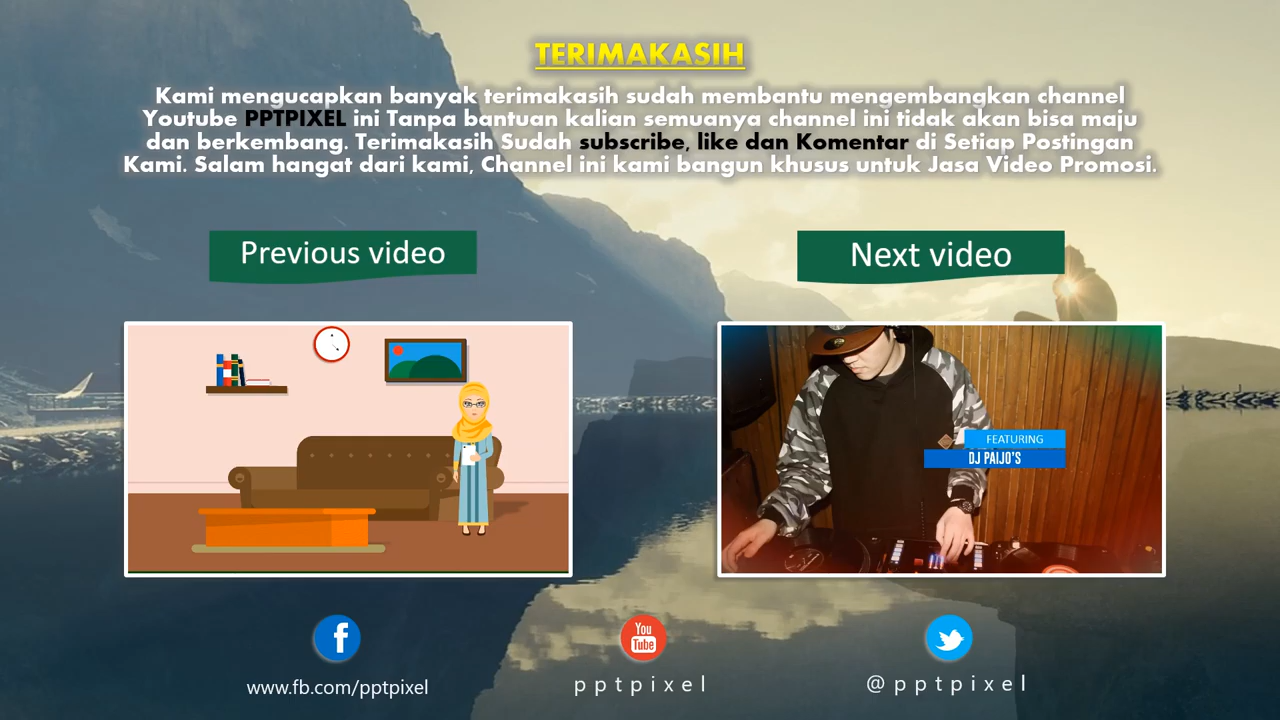 TERIMAKASIH
Kami mengucapkan banyak terimakasih sudah membantu mengembangkan channel
Youtube PPTPIXEL ini Tanpa bantuan kalian semuanya channel ini tidak akan bisa maju
dan berkembang. Terimakasih Sudah subscribe, like dan Komentar di Setiap Postingan
Kami. Salam hangat dari kami, Channel ini kami bangun khusus untuk Jasa Video Promosi.
Previous video
Next video
FEATURING
DJ PAIJO'S
You
Tube
www.fb.com/pptpixel
pptpixel
@pptpixel